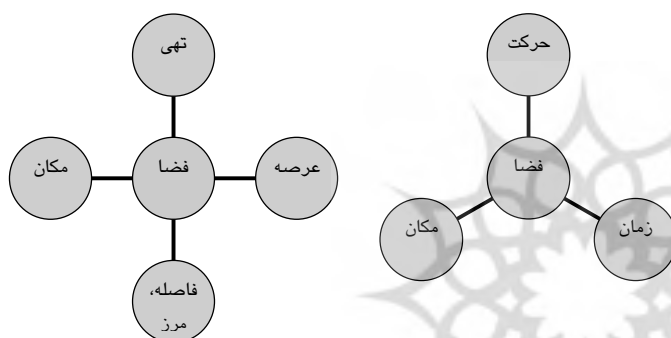 حرکت
فضا
زمان
مکان
تهی
عرصه
فضا
مکان
فاصله،
مرز